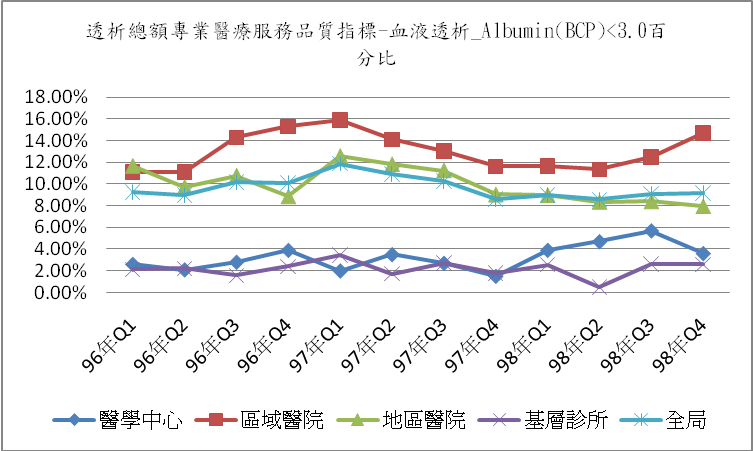 透析總額專業醫療服務品質指標-血液透析_Albumin(BCP)<3.0百
分比
18.00%
16.00%
14.00%
12.00%
10.00%
8.00%
6.00%
4.00%
2.00%
0.00%
96年Q1
96年Q2
96年Q3
96年Q4
97年Q1
97年Q2
97年Q3
97年Q4
98年Q1
98年Q2
98年Q3
98年Q4
醫學中心 區域醫院 地區醫院 基層診所 全局